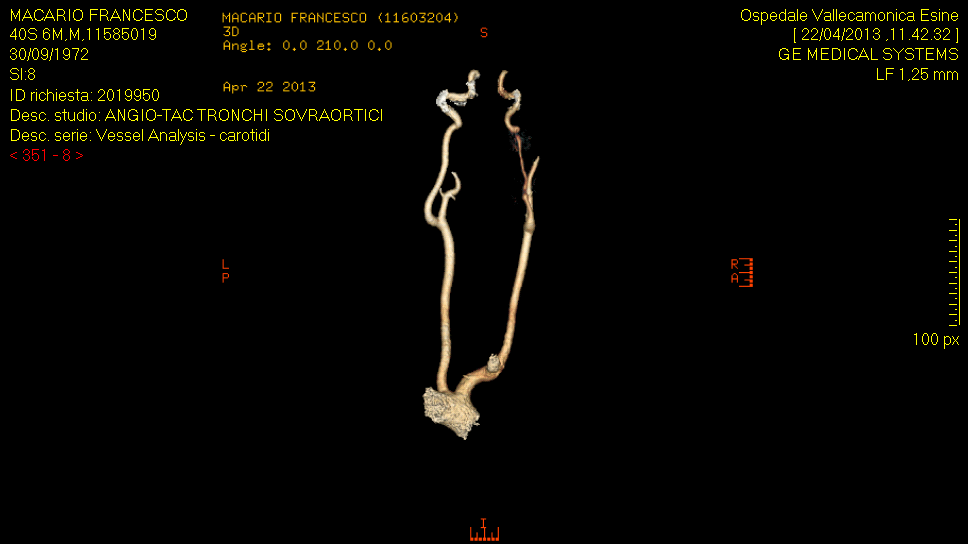 MACARIO FRANCESCO
40S 6M,M,11585019
30/09/1972
SI:8
ID richiesta: 2019950
Desc. studio: ANGIO-TAC TRONCHI SOVRAORTICI
Desc. serie: Vessel Analysis - carotidi
< 351 - 8 >
MACARIO FRANCESCO (11603204)
3D
Angle: 0.0 210.0 0.0
Apr 22 2013
S
Ospedale Vallecamonica Esine
[ 22/04/2013 ,11.42.32 ]
GE MEDICAL SYSTEMS
LF 1,25 mm
L
P
R
A
100 px
I